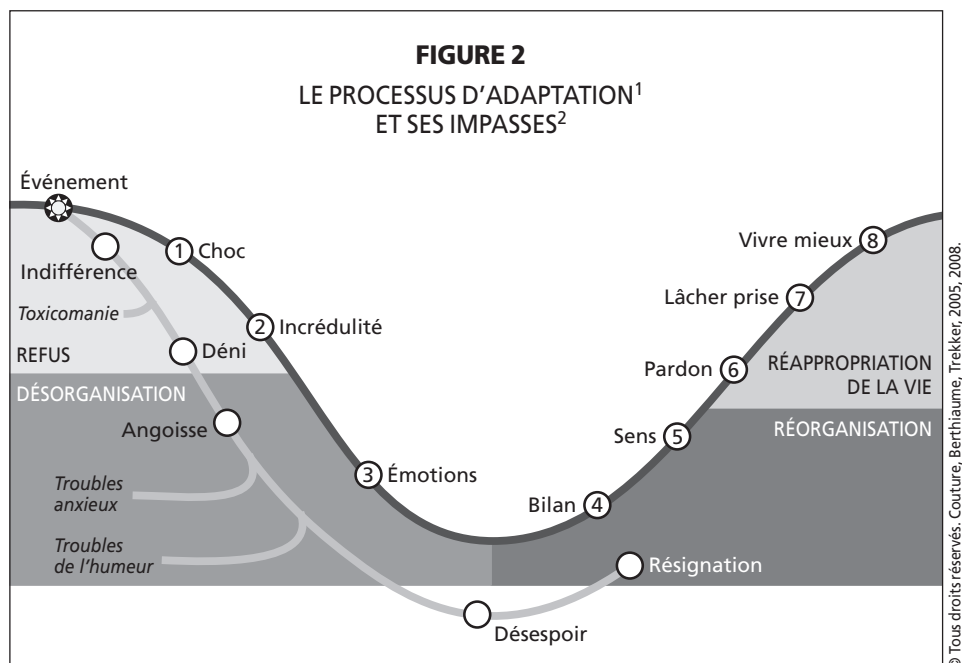 FIGURE 2
LE PROCESSUS D'ADAPTATION¹
ET SES IMPASSES²
Événement
Indifférence
1 Choc
Toxicomanie
2 Incrédulité
Déni
REFUS
DÉSORGANISATION
Angoisse
3 Émotions
Troubles
anxieux
Troubles
de l'humeur
Désespoir
Résignation
Bilan 4
Sens 5
Pardon 6
Lâcher prise 7
Vivre mieux 8
RÉAPPROPRIATION
DE LA VIE
RÉORGANISATION
© Tous droits réservés. Couture, Berthiaume, Trekker, 2005, 2008.